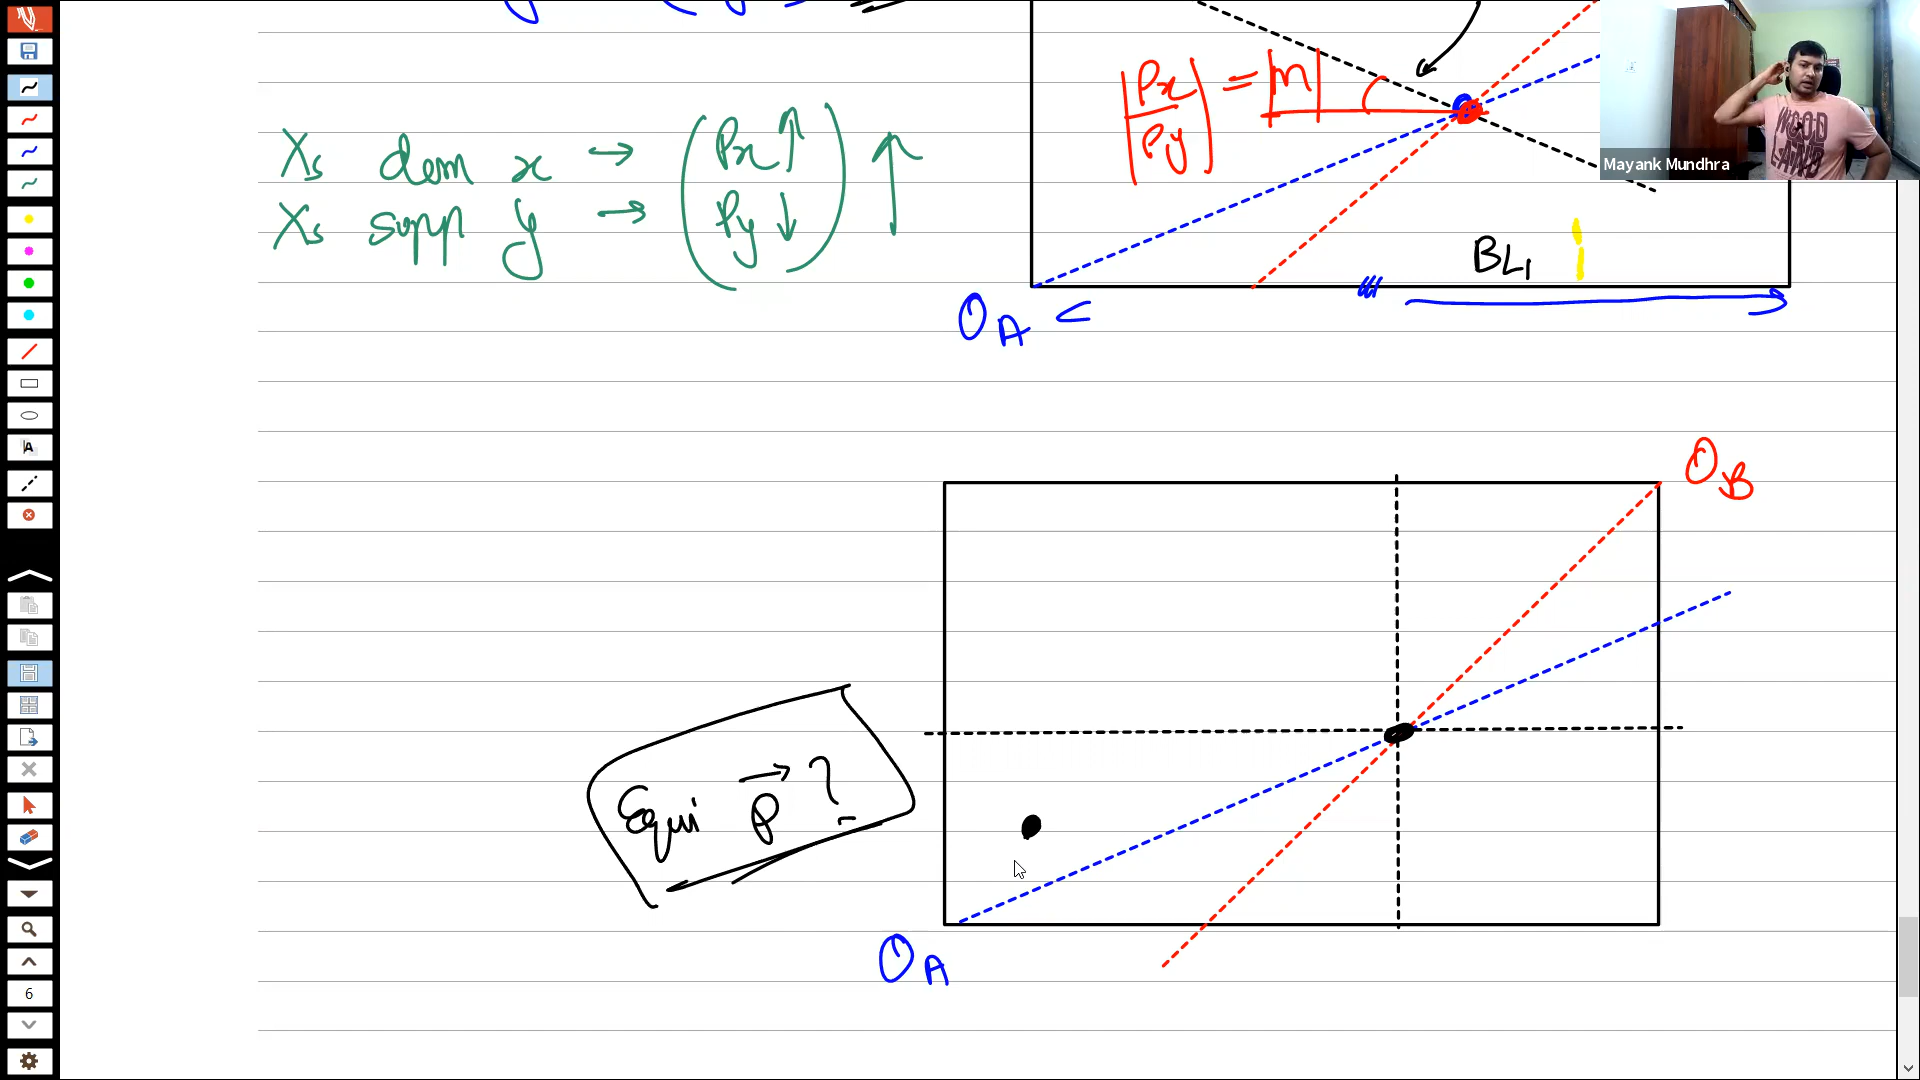 |Px/Py| = |m|
Mayank Mundhra
Xs dem x → (Px↑
Xs supp y → Py↓) ↑
BL1
OA
OB
Equi P→ ?
OA
6